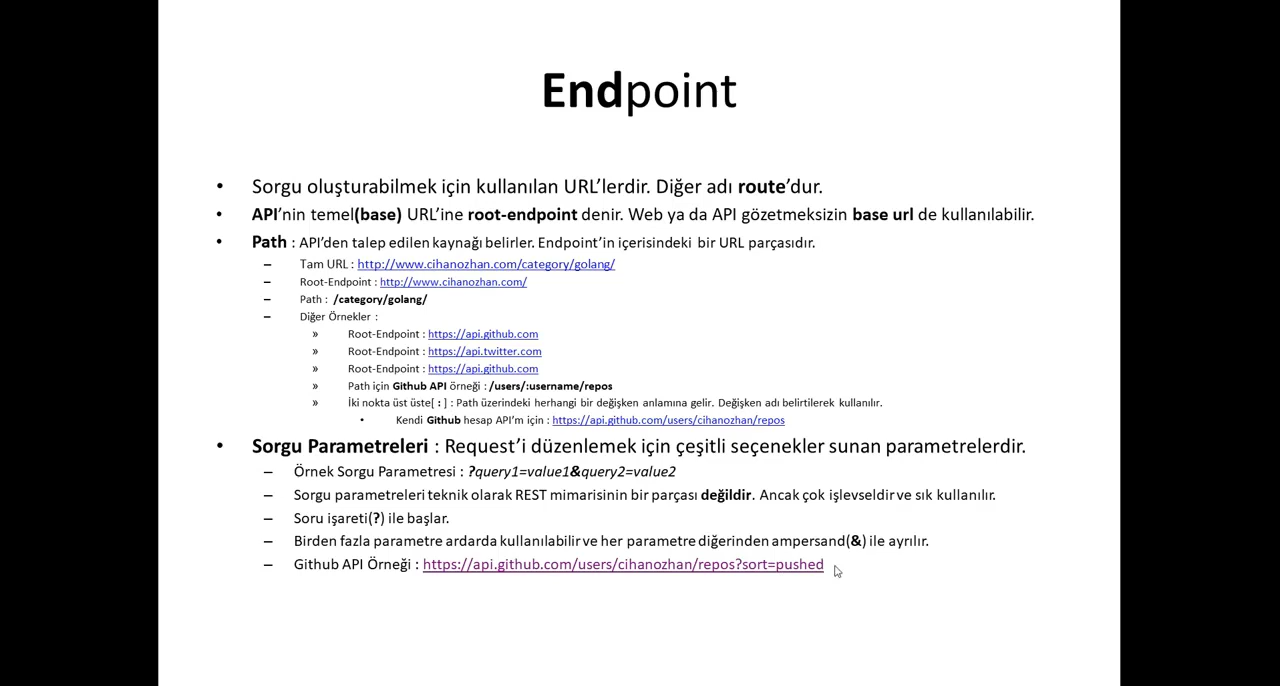 Endpoint
• Sorgu oluşturabilmek için kullanılan URL’lerdir. Diğer adı route’dur.
• API’nin temel(base) URL’ine root-endpoint denir. Web ya da API gözetmeksizin base url de kullanılabilir.
• Path : API’den talep edilen kaynağı belirler. Endpoint’in içerisindeki bir URL parçasıdır.
– Tam URL : http://www.cihanozhan.com/category/golang/
– Root-Endpoint : http://www.cihanozhan.com/
– Path : /category/golang/
– Diğer Örnekler :
» Root-Endpoint : https://api.github.com
» Root-Endpoint : https://api.twitter.com
» Root-Endpoint : https://api.github.com
» Path için Github API örneği : /users/:username/repos
» İki nokta üst üste[ : ] : Path üzerindeki herhangi bir değişken anlamına gelir. Değişken adı belirtilerek kullanılır.
• Kendi Github hesap API’m için : https://api.github.com/users/cihanozhan/repos
• Sorgu Parametreleri : Request’i düzenlemek için çeşitli seçenekler sunan parametrelerdir.
– Örnek Sorgu Parametresi : ?query1=value1&query2=value2
– Sorgu parametreleri teknik olarak REST mimarisinin bir parçası değildir. Ancak çok işlevseldir ve sık kullanılır.
– Soru işareti(?) ile başlar.
– Birden fazla parametre ardarda kullanılabilir ve her parametre diğerinden ampersand(&) ile ayrılır.
– Github API Örneği : https://api.github.com/users/cihanozhan/repos?sort=pushed